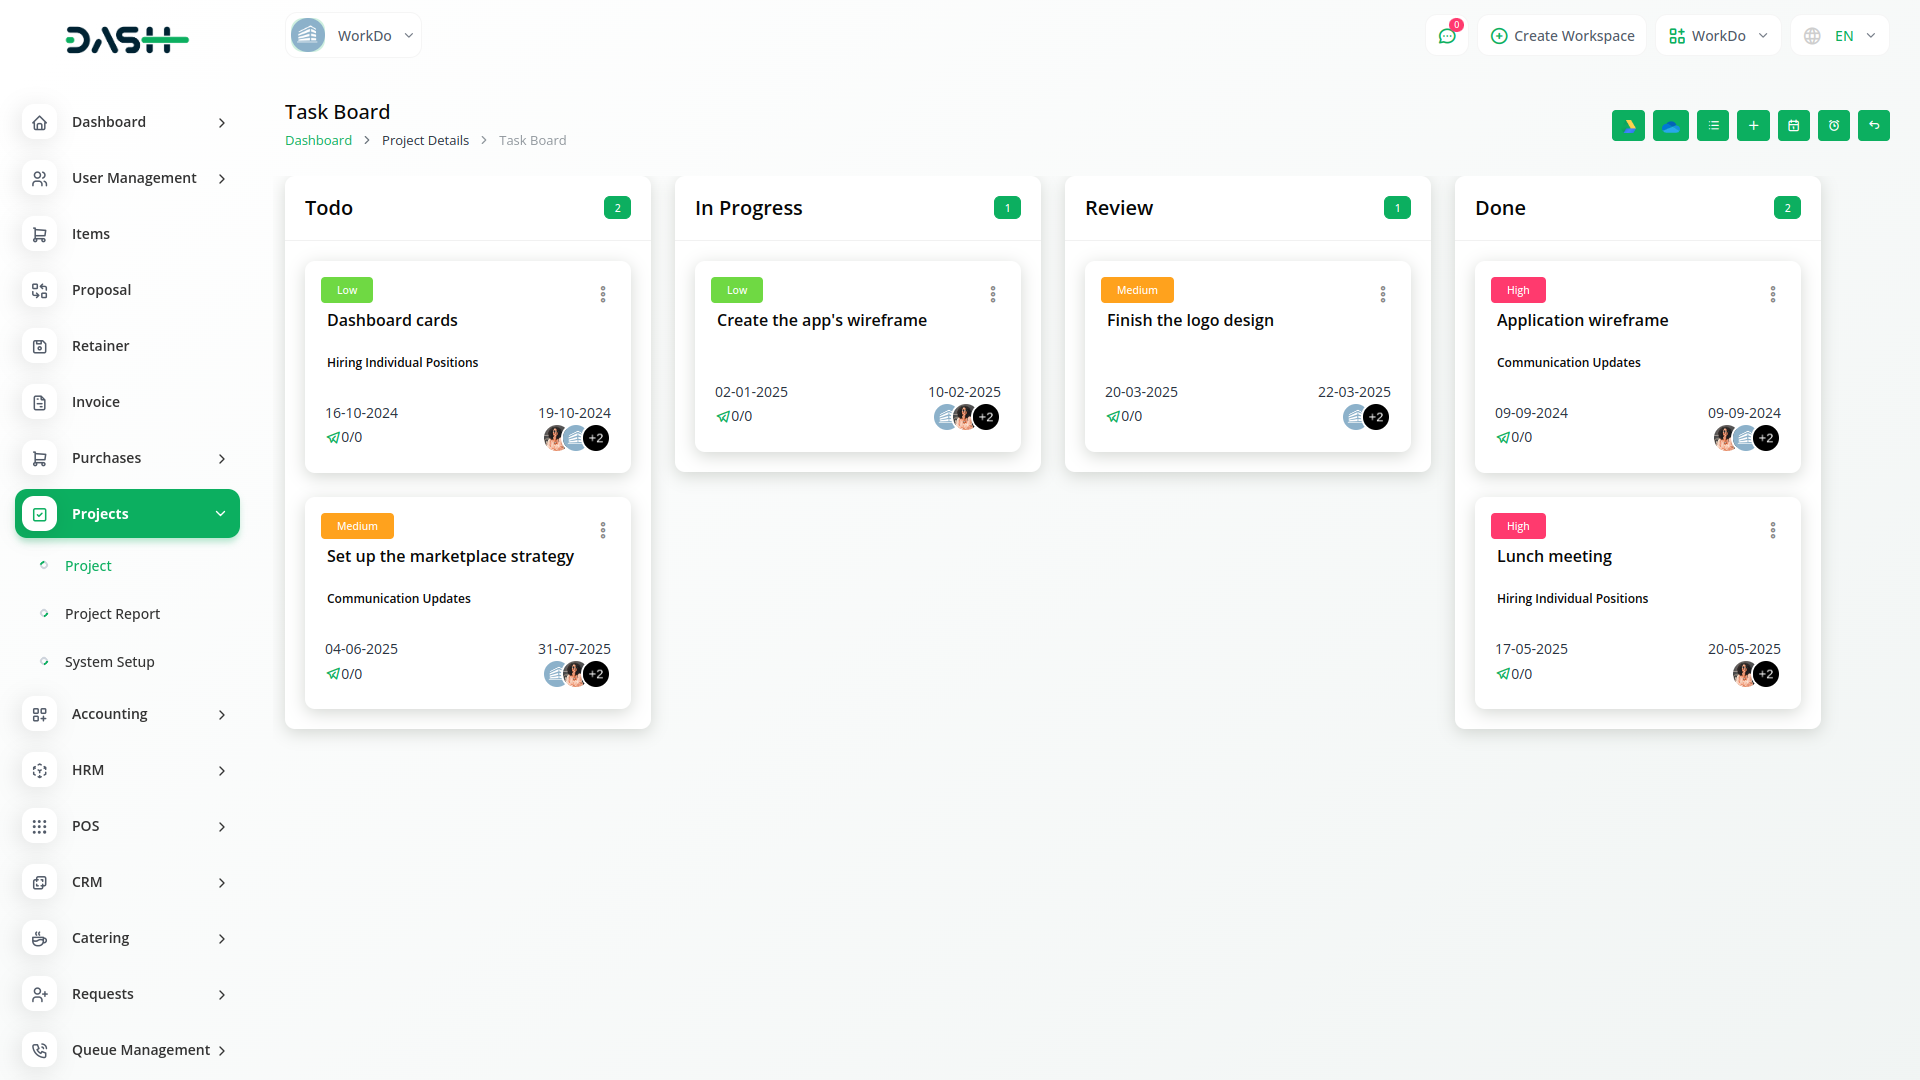 DASH
WorkDo
0
Create Workspace
WorkDo
EN
Dashboard
User Management
Items
Proposal
Retainer
Invoice
Purchases
Projects
Project
Project Report
System Setup
Accounting
HRM
POS
CRM
Catering
Requests
Queue Management
Task Board
Dashboard > Project Details > Task Board
Todo
2
Low
Dashboard cards
Hiring Individual Positions
16-10-2024 19-10-2024
0/0 +2
Medium
Set up the marketplace strategy
Communication Updates
04-06-2025 31-07-2025
0/0 +2
In Progress
1
Low
Create the app's wireframe
02-01-2025 10-02-2025
0/0 +2
Review
1
Medium
Finish the logo design
20-03-2025 22-03-2025
0/0 +2
Done
2
High
Application wireframe
Communication Updates
09-09-2024 09-09-2024
0/0 +2
High
Lunch meeting
Hiring Individual Positions
17-05-2025 20-05-2025
0/0 +2